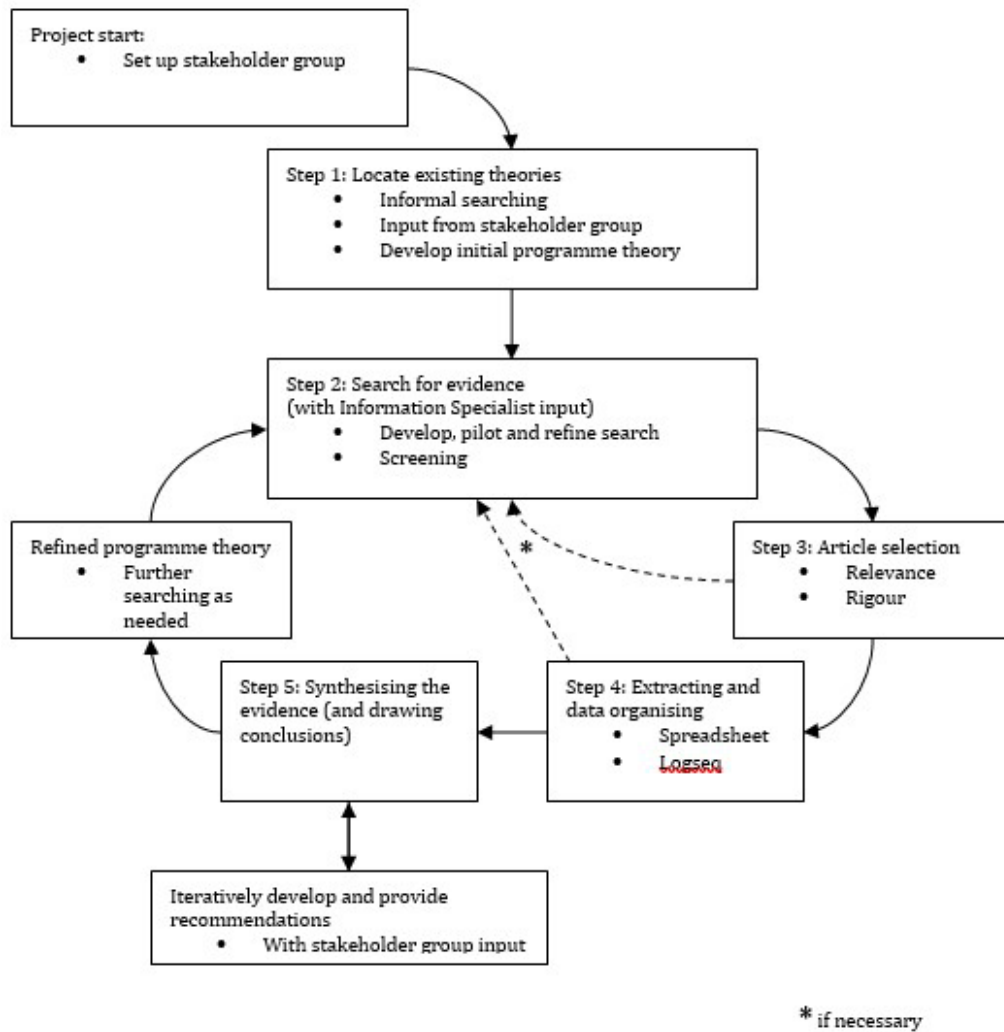 Project start:
• Set up stakeholder group
Step 1: Locate existing theories
• Informal searching
• Input from stakeholder group
• Develop initial programme theory
Step 2: Search for evidence
(with Information Specialist input)
• Develop, pilot and refine search
• Screening
*
Step 3: Article selection
• Relevance
• Rigour
Step 4: Extracting and
data organising
• Spreadsheet
• Logseq
Step 5: Synthesising the
evidence (and drawing
conclusions)
Refined programme theory
• Further
searching as
needed
Iteratively develop and provide
recommendations
• With stakeholder group input
* if necessary